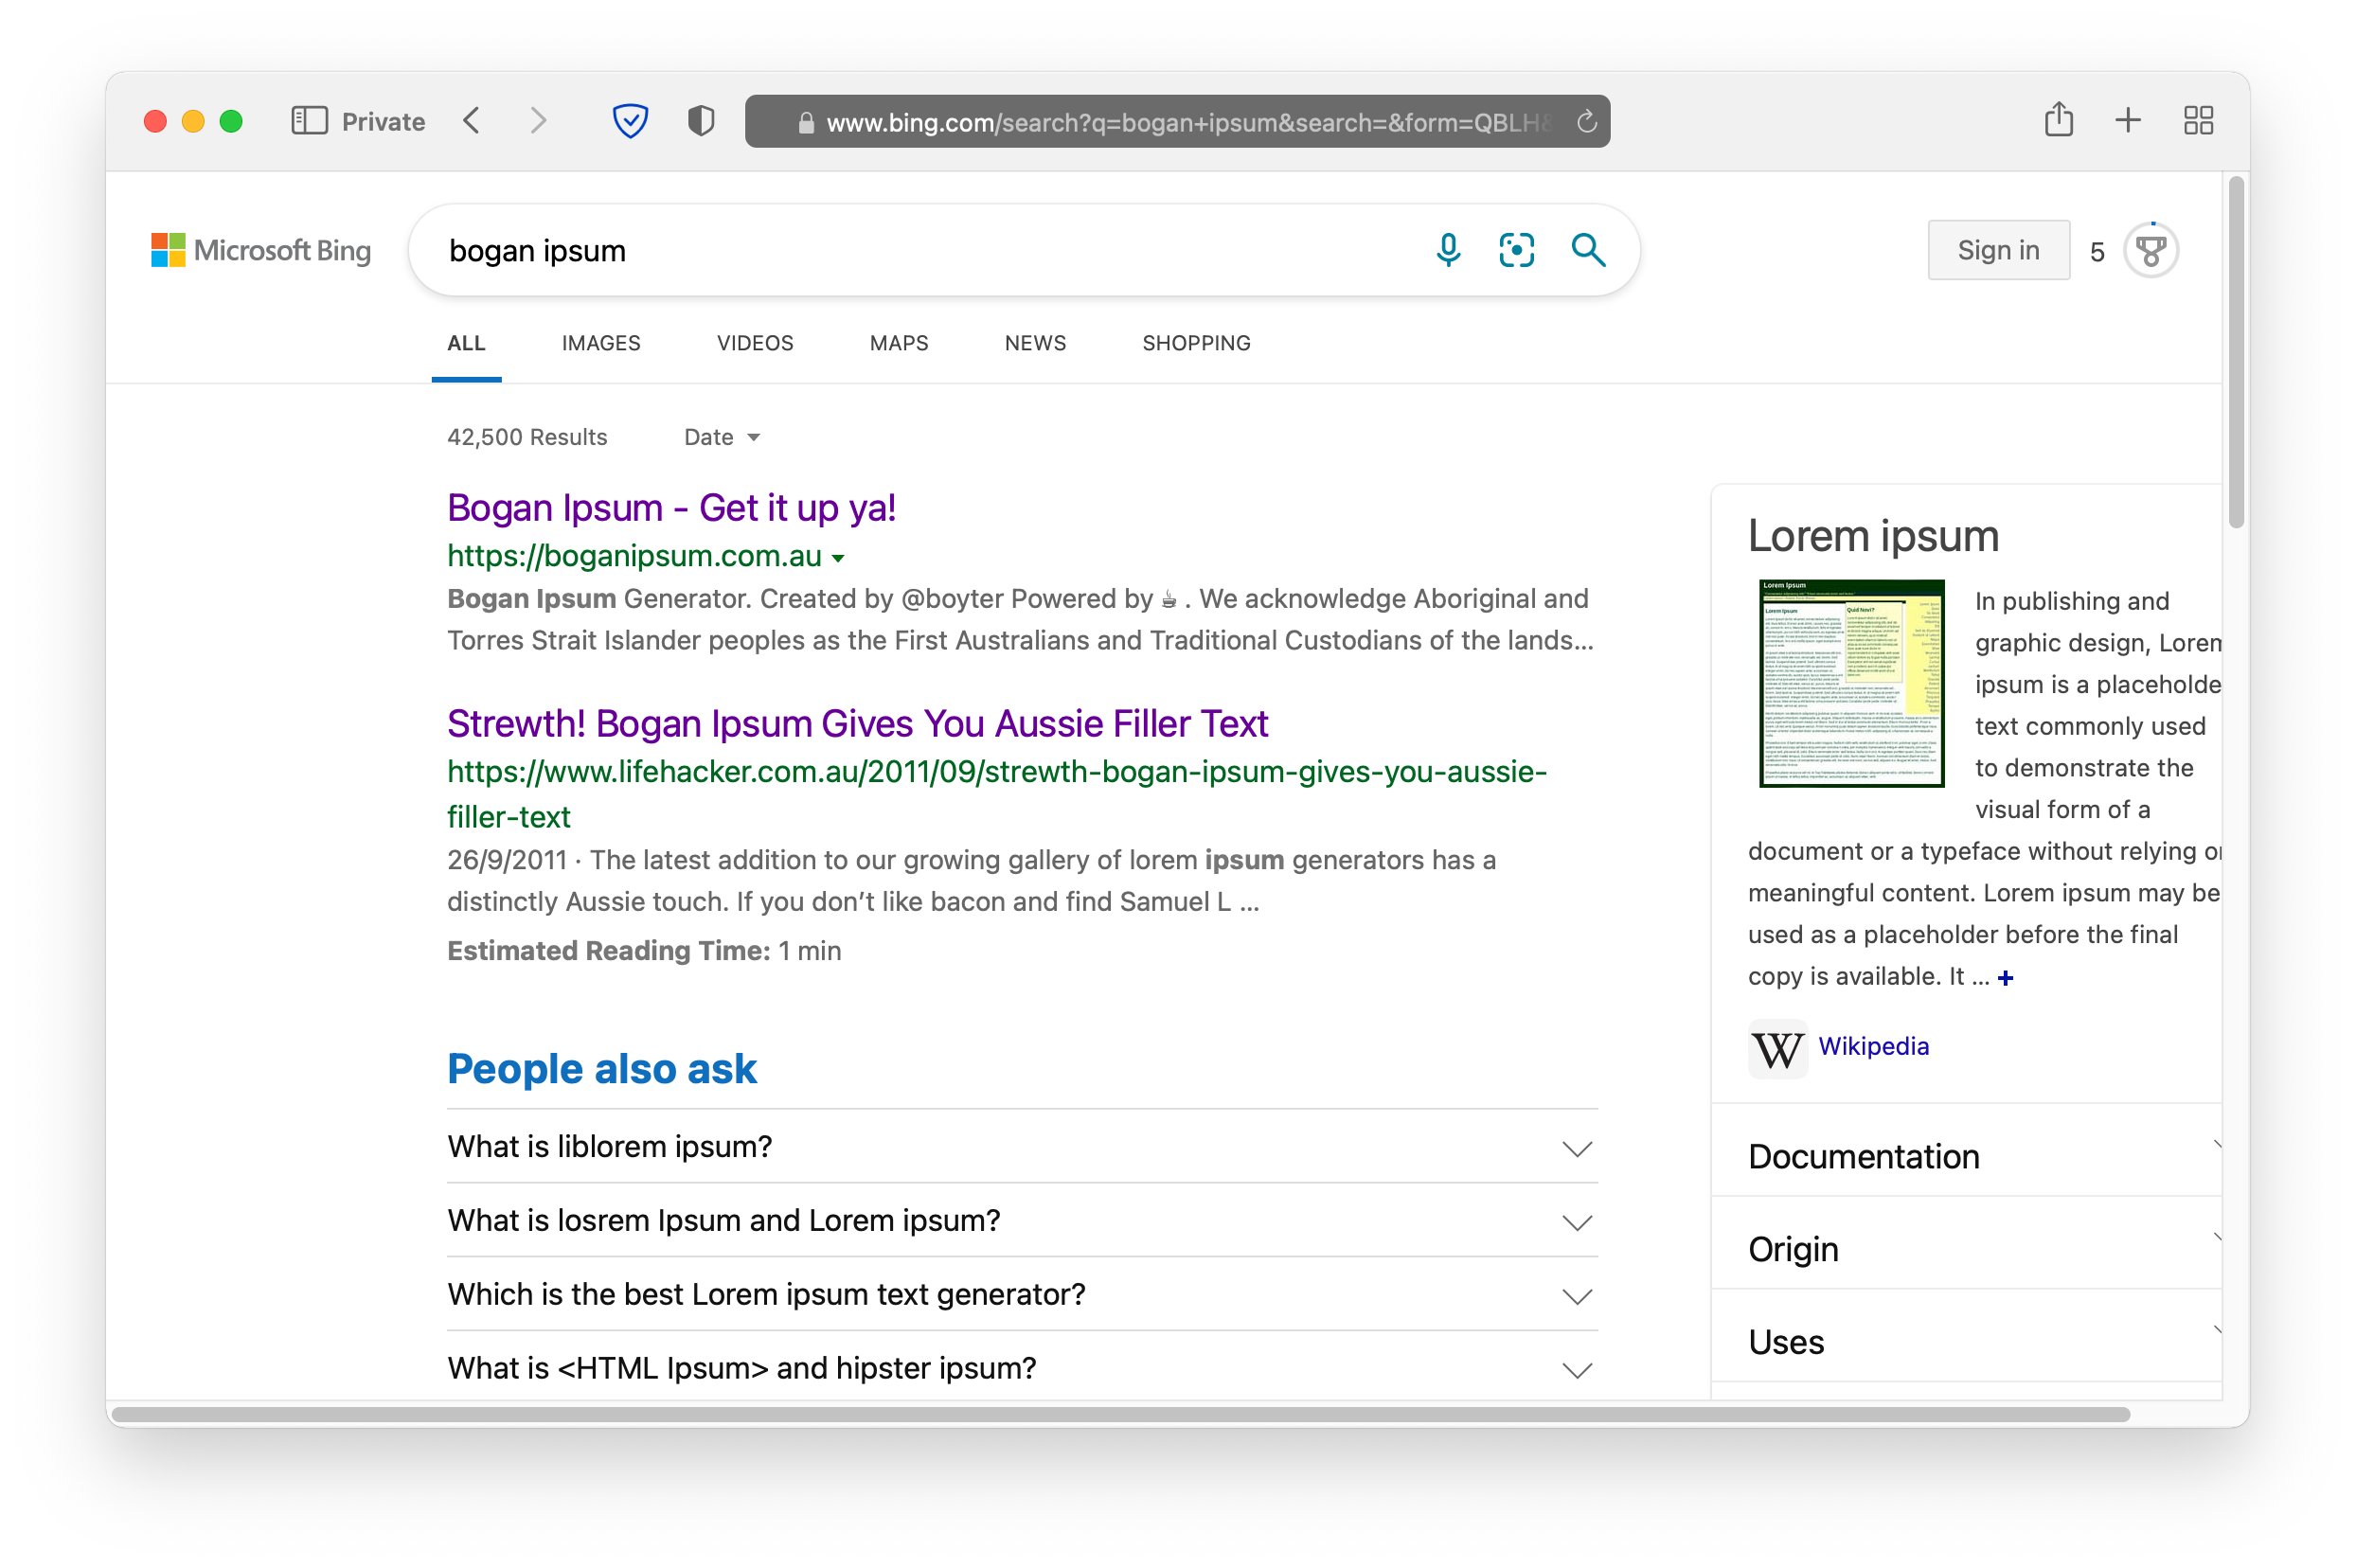 Private
www.bing.com/search?q=bogan+ipsum&search=&form=QBLH
Microsoft Bing
bogan ipsum
Sign in
5
ALL
IMAGES
VIDEOS
MAPS
NEWS
SHOPPING
42,500 Results
Date
Bogan Ipsum - Get it up ya!
https://boganipsum.com.au
Bogan Ipsum Generator. Created by @boyter Powered by ☕ . We acknowledge Aboriginal and
Torres Strait Islander peoples as the First Australians and Traditional Custodians of the lands...
Strewth! Bogan Ipsum Gives You Aussie Filler Text
https://www.lifehacker.com.au/2011/09/strewth-bogan-ipsum-gives-you-aussie-
filler-text
26/9/2011 · The latest addition to our growing gallery of lorem ipsum generators has a
distinctly Aussie touch. If you don’t like bacon and find Samuel L ...
Estimated Reading Time: 1 min
People also ask
What is liblorem ipsum?
What is losrem Ipsum and Lorem ipsum?
Which is the best Lorem ipsum text generator?
What is <HTML Ipsum> and hipster ipsum?
Lorem ipsum
Lorem Ipsum
Lorem Ipsum
Quid Novi?
In publishing and
graphic design, Lorem
ipsum is a placeholde
text commonly used
to demonstrate the
visual form of a
document or a typeface without relying on
meaningful content. Lorem ipsum may be
used as a placeholder before the final
copy is available. It ... +
W Wikipedia
Documentation
Origin
Uses